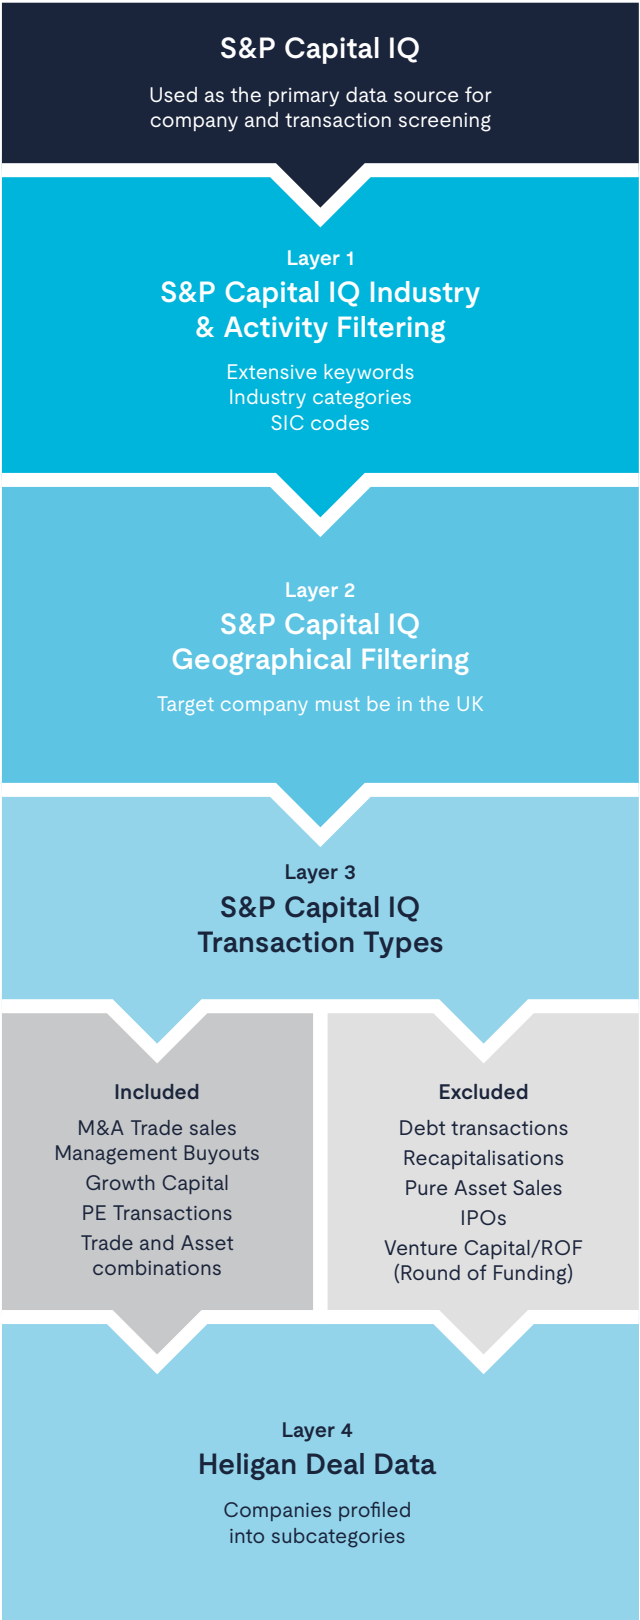 S&P Capital IQ
Used as the primary data source for
company and transaction screening
Layer 1
S&P Capital IQ Industry
& Activity Filtering
Extensive keywords
Industry categories
SIC codes
Layer 2
S&P Capital IQ
Geographical Filtering
Target company must be in the UK
Layer 3
S&P Capital IQ
Transaction Types
Included
M&A Trade sales
Management Buyouts
Growth Capital
PE Transactions
Trade and Asset
combinations
Excluded
Debt transactions
Recapitalisations
Pure Asset Sales
IPOs
Venture Capital/ROF
(Round of Funding)
Layer 4
Heligan Deal Data
Companies profiled
into subcategories